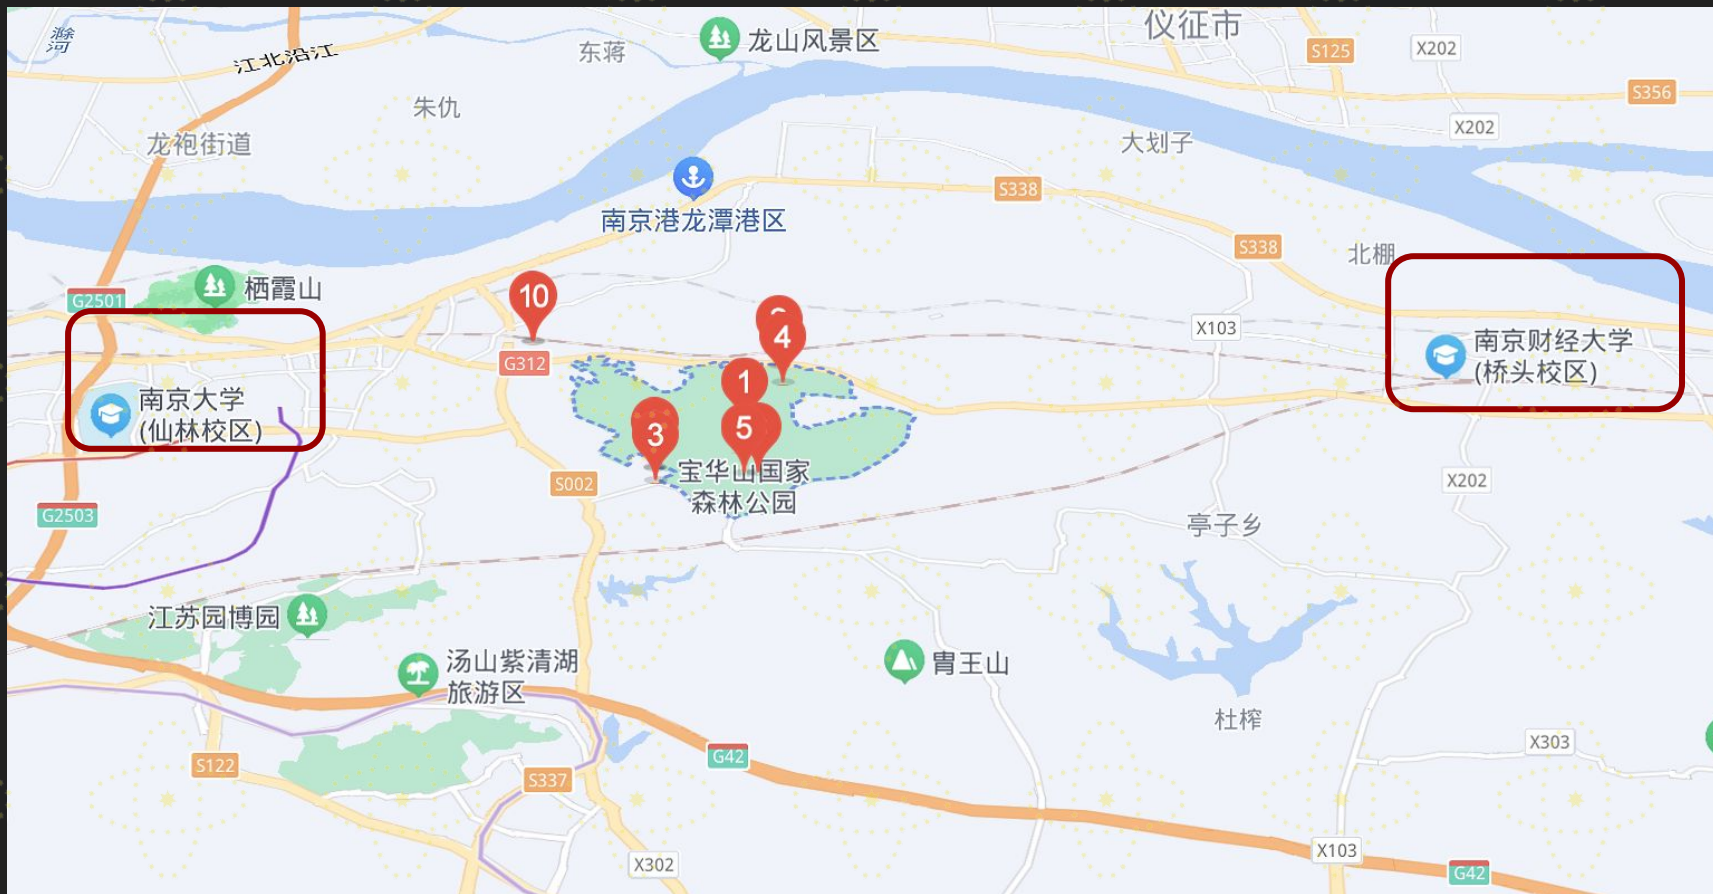 滁河
江北沿江
东蒋
龙山风景区
仪征市
S125
X202
S356
朱仇
龙袍街道
X202
大划子
S338
南京港龙潭港区
S338
北棚
栖霞山
G2501
10
4
X103
南京财经大学
(桥头校区)
G312
1
南京大学
(仙林校区)
3
5
宝华山国家
森林公园
S002
X202
G2503
亭子乡
江苏园博园
汤山紫清湖
旅游区
胄王山
杜榨
X303
S122
G42
S337
X302
X103
G42